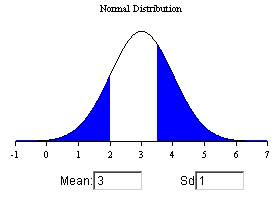 Normal Distribution
-1 0 1 2 3 4 5 6 7
Mean: 3 Sd 1